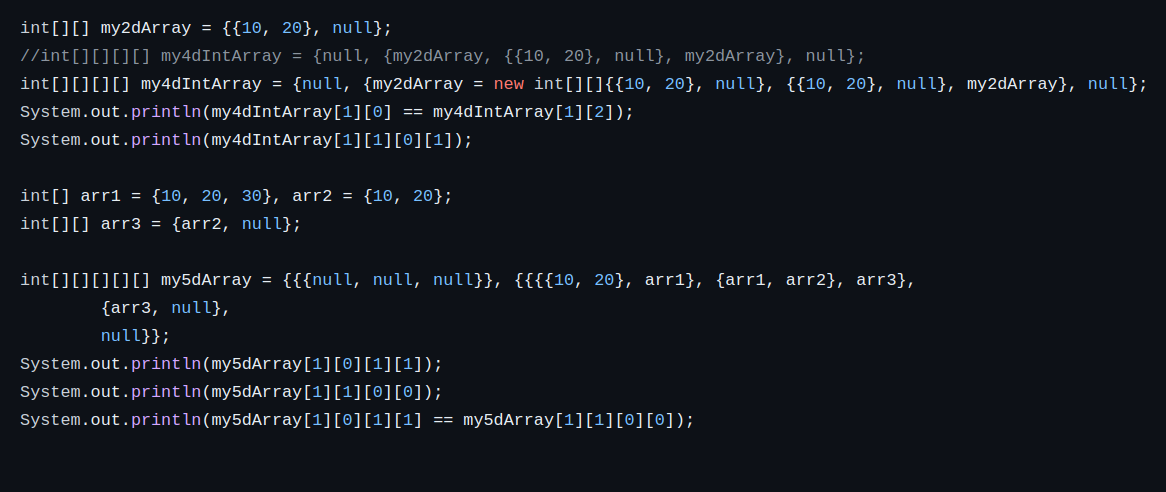 int[][] my2dArray = {{10, 20}, null};
//int[][][][] my4dIntArray = {null, {my2dArray, {{10, 20}, null}, my2dArray}, null};
int[][][][] my4dIntArray = {null, {my2dArray = new int[][]{{10, 20}, null}, {{10, 20}, null}, my2dArray}, null};
System.out.println(my4dIntArray[1][0] == my4dIntArray[1][2]);
System.out.println(my4dIntArray[1][1][0][1]);
int[] arr1 = {10, 20, 30}, arr2 = {10, 20};
int[][] arr3 = {arr2, null};
int[][][][][] my5dArray = {{{null, null, null}}, {{{{10, 20}, arr1}, {arr1, arr2}, arr3},
{arr3, null},
null}};
System.out.println(my5dArray[1][0][1][1]);
System.out.println(my5dArray[1][1][0][0]);
System.out.println(my5dArray[1][0][1][1] == my5dArray[1][1][0][0]);